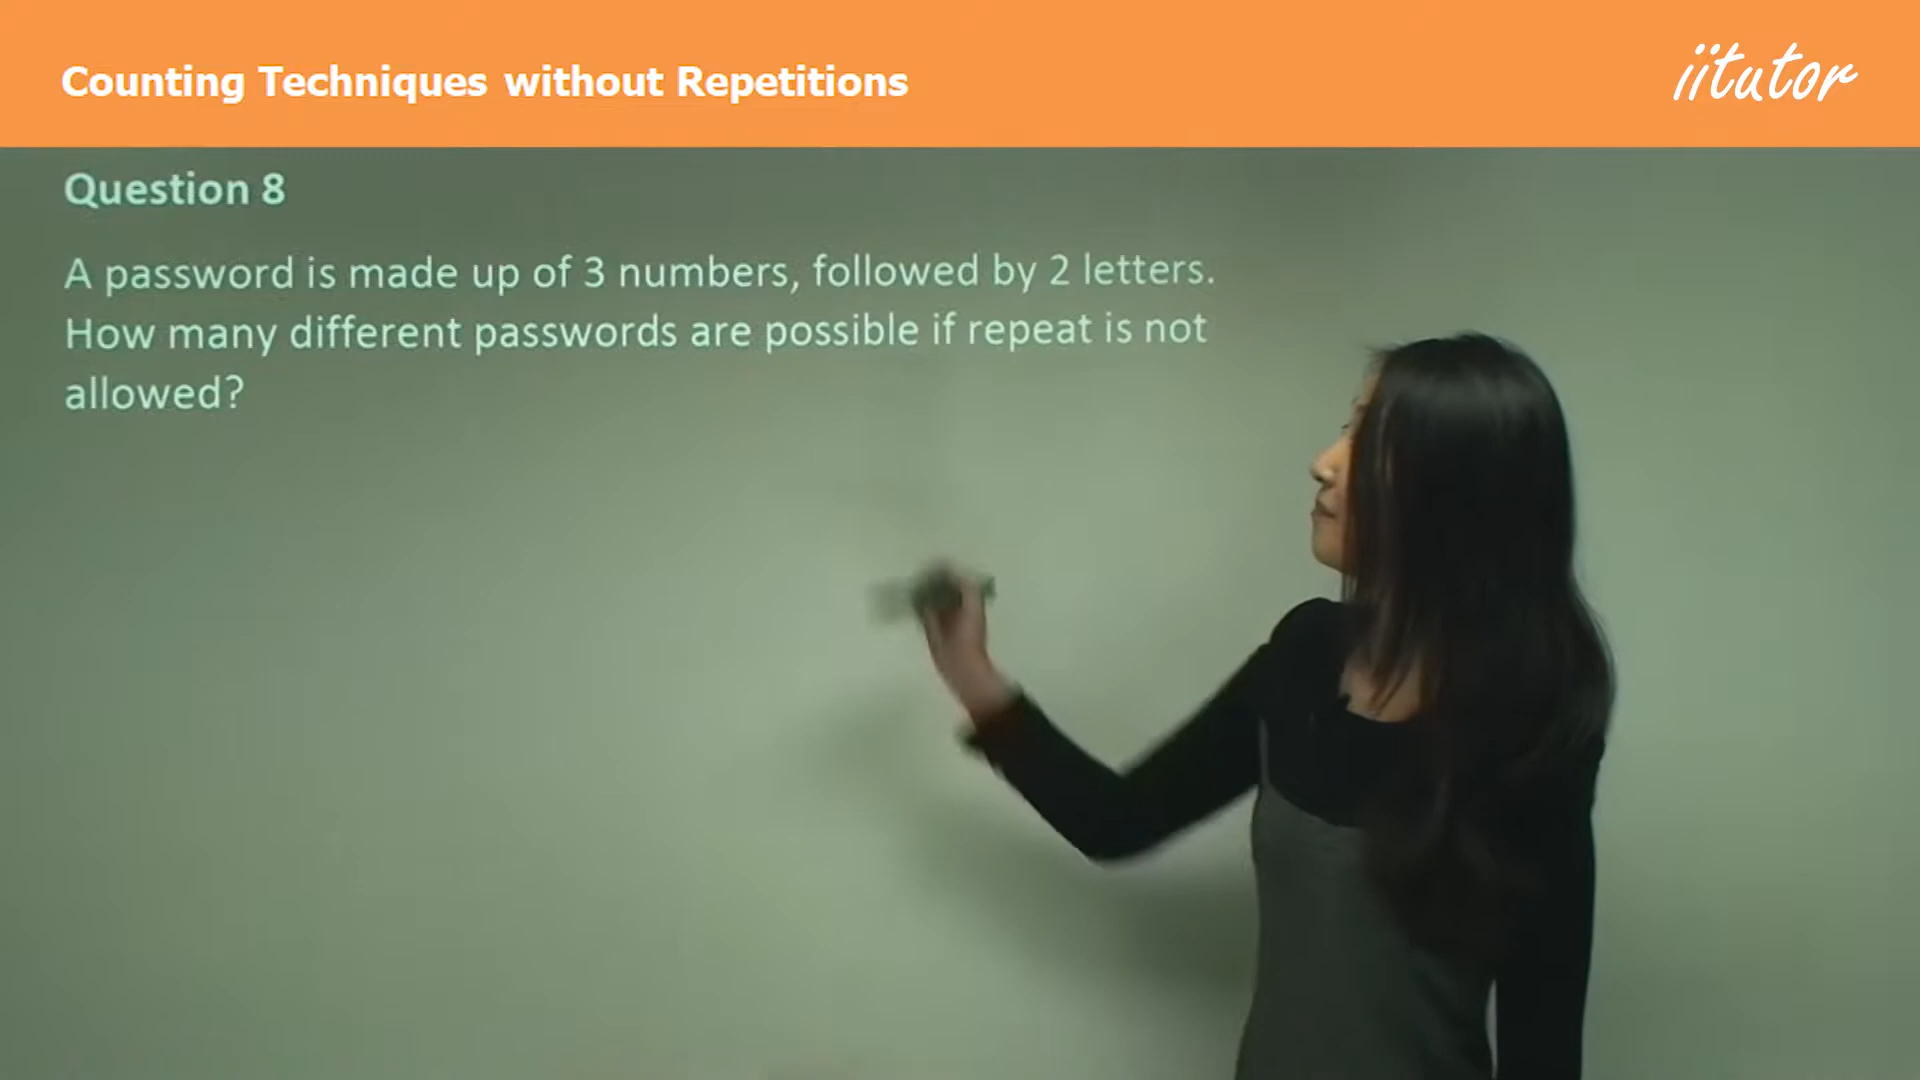 Counting Techniques without Repetitions
iitutor
Question 8
A password is made up of 3 numbers, followed by 2 letters.
How many different passwords are possible if repeat is not
allowed?